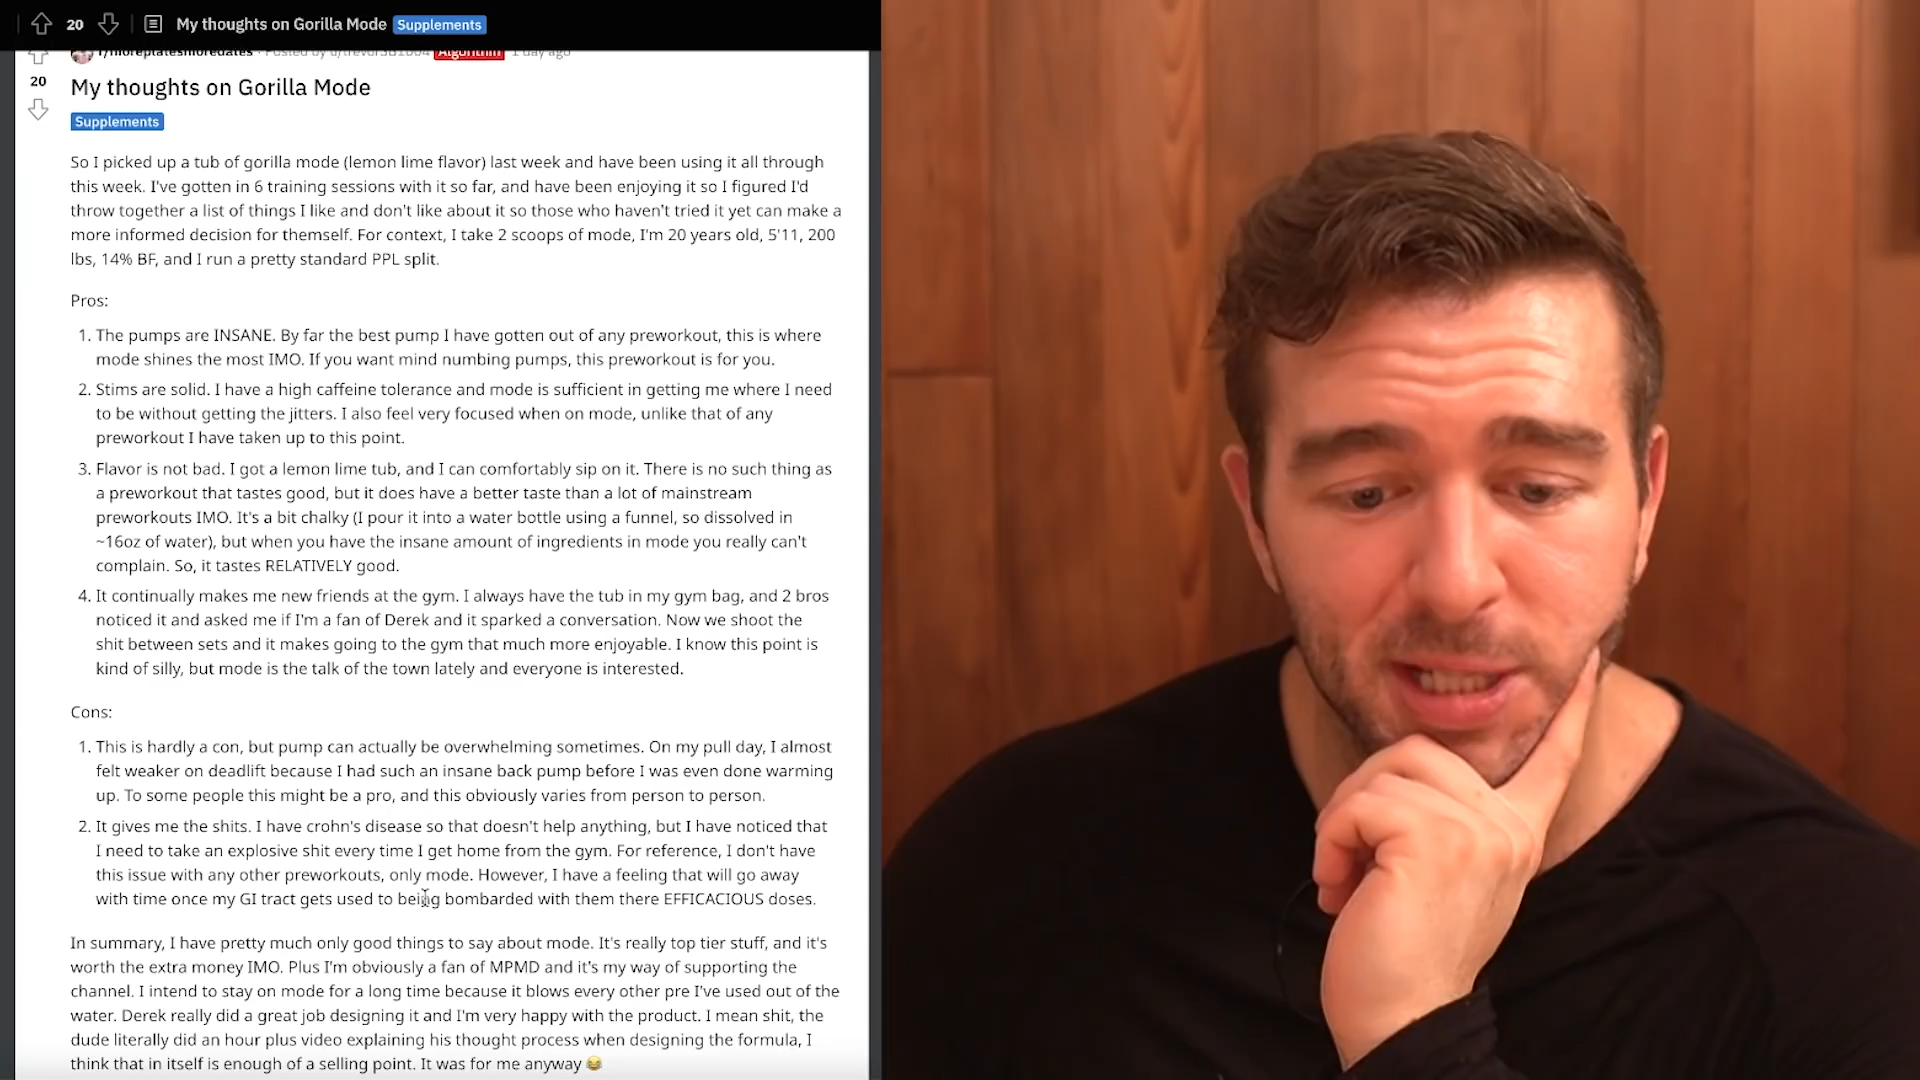 20 My thoughts on Gorilla Mode Supplements
r/moreplatesmoredates · Posted by Algorithm 1 day ago
20
My thoughts on Gorilla Mode
Supplements
So I picked up a tub of gorilla mode (lemon lime flavor) last week and have been using it all through
this week. I've gotten in 6 training sessions with it so far, and have been enjoying it so I figured I'd
throw together a list of things I like and don't like about it so those who haven't tried it yet can make a
more informed decision for themself. For context, I take 2 scoops of mode, I'm 20 years old, 5'11, 200
lbs, 14% BF, and I run a pretty standard PPL split.
Pros:
1. The pumps are INSANE. By far the best pump I have gotten out of any preworkout, this is where
mode shines the most IMO. If you want mind numbing pumps, this preworkout is for you.
2. Stims are solid. I have a high caffeine tolerance and mode is sufficient in getting me where I need
to be without getting the jitters. I also feel very focused when on mode, unlike that of any
preworkout I have taken up to this point.
3. Flavor is not bad. I got a lemon lime tub, and I can comfortably sip on it. There is no such thing as
a preworkout that tastes good, but it does have a better taste than a lot of mainstream
preworkouts IMO. It's a bit chalky (I pour it into a water bottle using a funnel, so dissolved in
~16oz of water), but when you have the insane amount of ingredients in mode you really can't
complain. So, it tastes RELATIVELY good.
4. It continually makes me new friends at the gym. I always have the tub in my gym bag, and 2 bros
noticed it and asked me if I'm a fan of Derek and it sparked a conversation. Now we shoot the
shit between sets and it makes going to the gym that much more enjoyable. I know this point is
kind of silly, but mode is the talk of the town lately and everyone is interested.
Cons:
1. This is hardly a con, but pump can actually be overwhelming sometimes. On my pull day, I almost
felt weaker on deadlift because I had such an insane back pump before I was even done warming
up. To some people this might be a pro, and this obviously varies from person to person.
2. It gives me the shits. I have crohn's disease so that doesn't help anything, but I have noticed that
I need to take an explosive shit every time I get home from the gym. For reference, I don't have
this issue with any other preworkouts, only mode. However, I have a feeling that will go away
with time once my GI tract gets used to being bombarded with them there EFFICACIOUS doses.
In summary, I have pretty much only good things to say about mode. It's really top tier stuff, and it's
worth the extra money IMO. Plus I'm obviously a fan of MPMD and it's my way of supporting the
channel. I intend to stay on mode for a long time because it blows every other pre I've used out of the
water. Derek really did a great job designing it and I'm very happy with the product. I mean shit, the
dude literally did an hour plus video explaining his thought process when designing the formula, I
think that in itself is enough of a selling point. It was for me anyway 😂